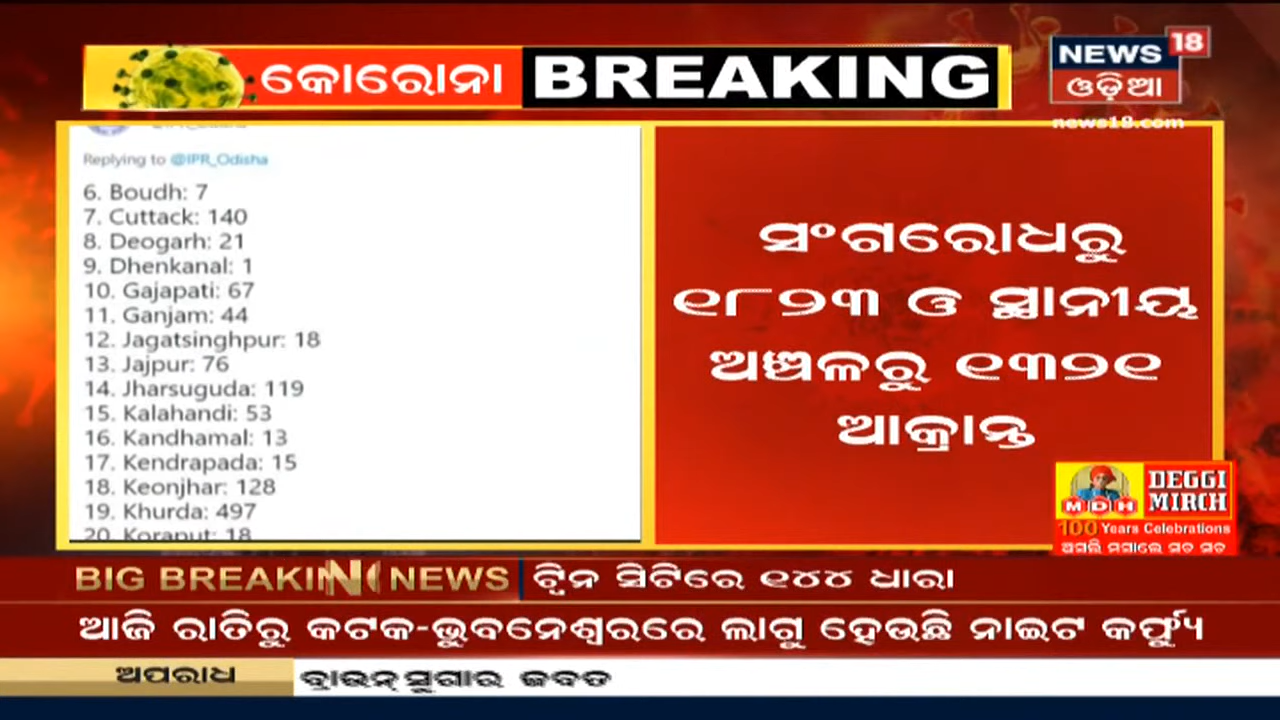 କୋରୋନା BREAKING
NEWS 18
ଓଡ଼ିଆ
news18.com
Replying to @IPR_Odisha
6. Boudh: 7
7. Cuttack: 140
8. Deogarh: 21
9. Dhenkanal: 1
10. Gajapati: 67
11. Ganjam: 44
12. Jagatsinghpur: 18
13. Jajpur: 76
14. Jharsuguda: 119
15. Kalahandi: 53
16. Kandhamal: 13
17. Kendrapada: 15
18. Keonjhar: 128
19. Khurda: 497
20. Koraput: 18
ସଂଗରୋଧରୁ
୧୮୨୩ ଓ ସ୍ଥାନୀୟ
ଅଞ୍ଚଳରୁ ୧୩୨୧
ଆକ୍ରାନ୍ତ
DEGGI
MIRCH
MDH
100 Years Celebrations
BIG BREAKIN NEWS ଟ୍ୱିନ ସିଟିରେ ୧୪୪ ଧାରା
ଆଜି ରାତିରୁ କଟକ-ଭୁବନେଶ୍ୱରରେ ଲାଗୁ ହେଉଛି ନାଇଟ କର୍ଫ୍ୟୁ
ଅପରାଧ ବ୍ରାଉନ୍ ସୁଗାର ଜବତ